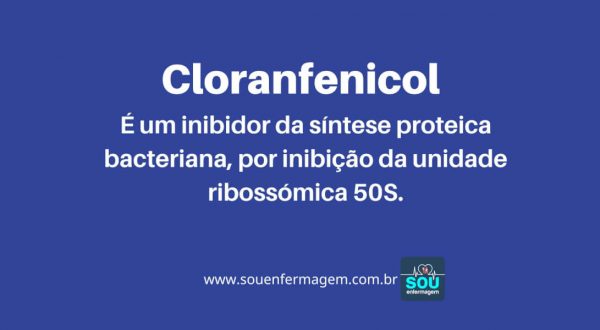 Cloranfenicol
É um inibidor da síntese proteica
bacteriana, por inibição da unidade
ribossómica 50S.
www.souenfermagem.com.br
SOU
enfermagem